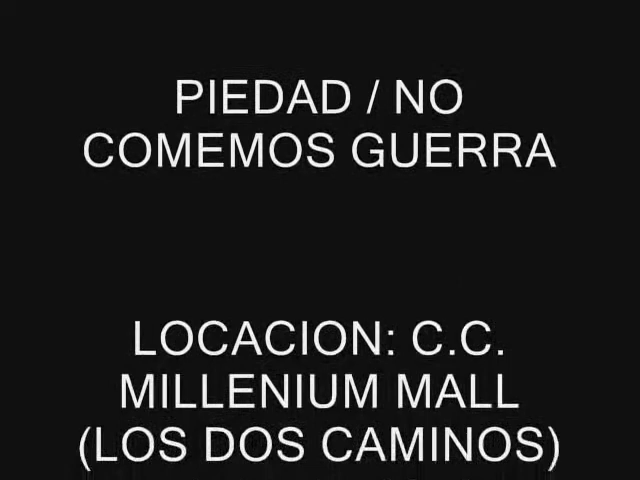 PIEDAD / NO
COMEMOS GUERRA
LOCACION: C.C.
MILLENIUM MALL
(LOS DOS CAMINOS)